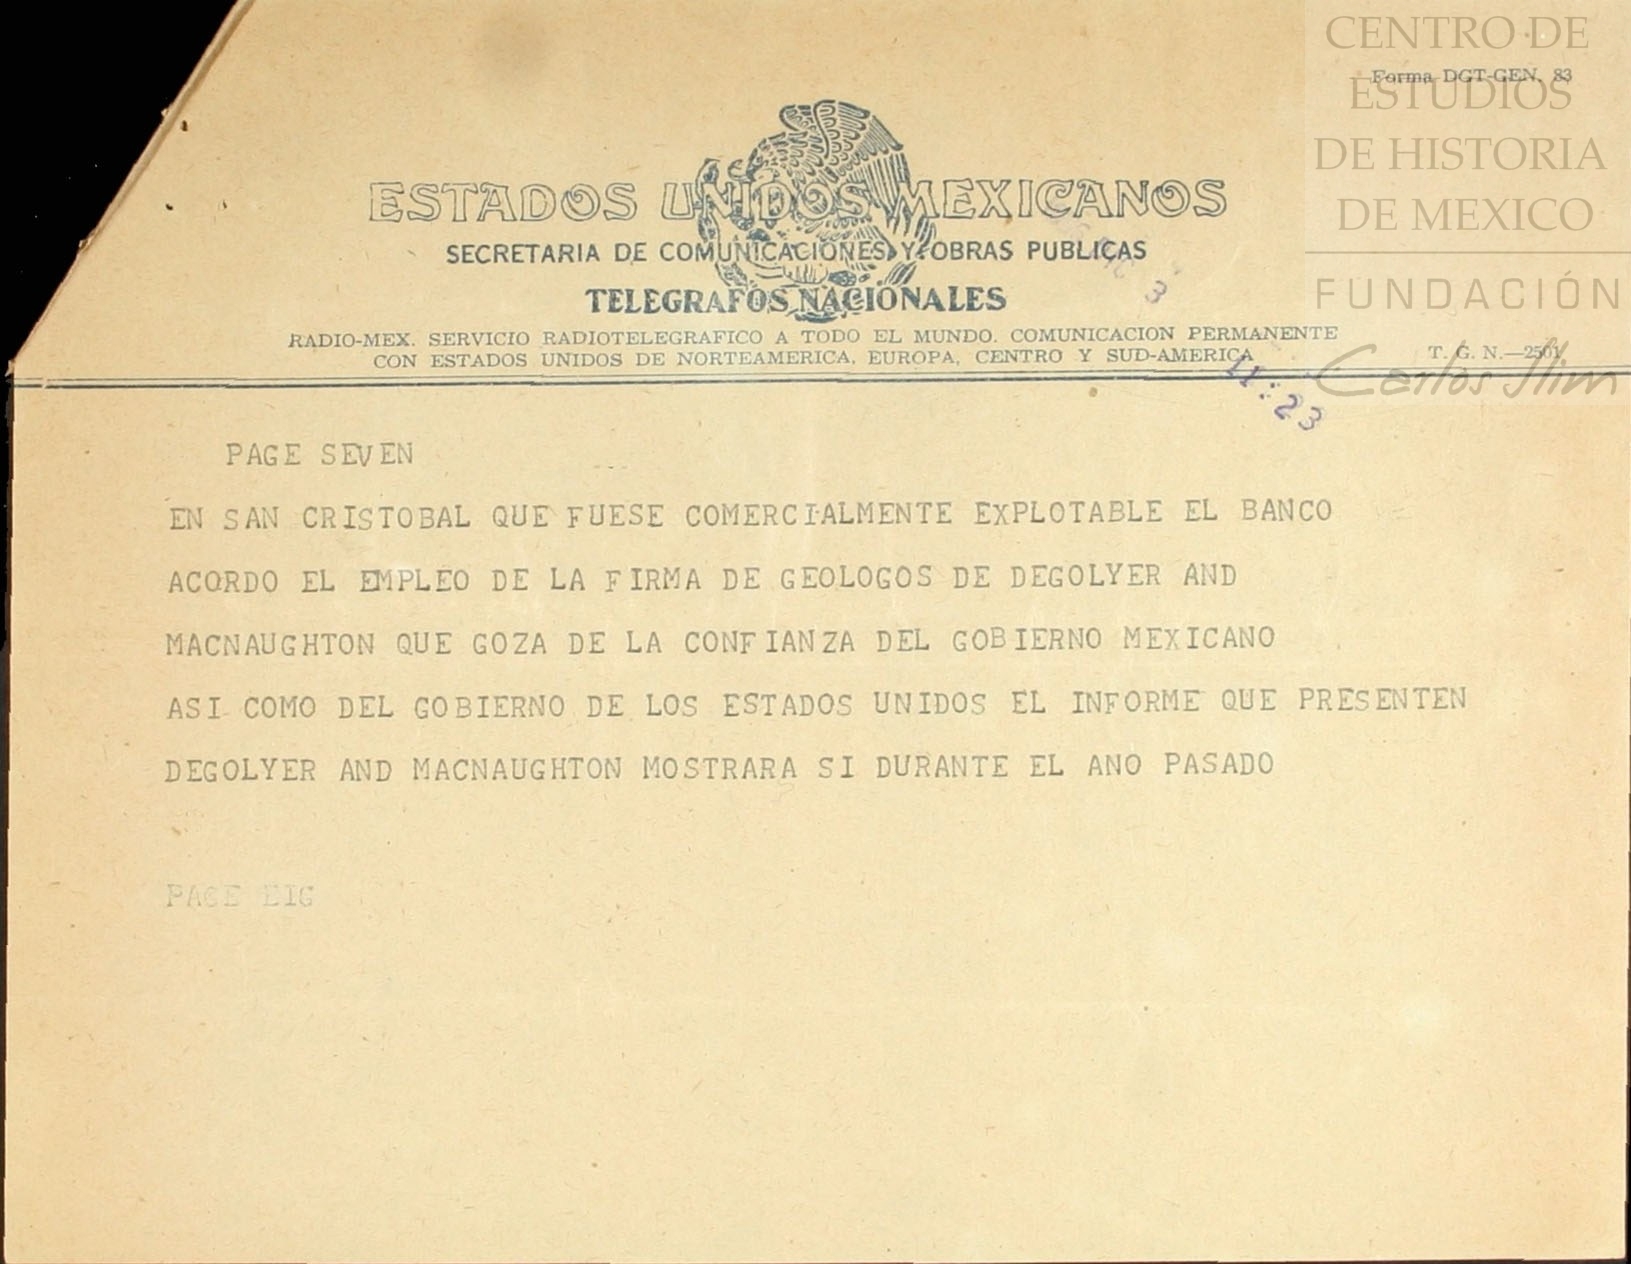 CENTRO DE
ESTUDIOS
DE HISTORIA
DE MEXICO
FUNDACIÓN
Carlos Slim
Forma DGT-GEN. 83
ESTADOS UNIDOS MEXICANOS
SECRETARIA DE COMUNICACIONES Y OBRAS PUBLICAS
TELEGRAFOS NACIONALES
RADIO-MEX. SERVICIO RADIOTELEGRAFICO A TODO EL MUNDO. COMUNICACION PERMANENTE
CON ESTADOS UNIDOS DE NORTEAMERICA, EUROPA, CENTRO Y SUD-AMERICA
T. G. N.—2501
11:23
PAGE SEVEN
EN SAN CRISTOBAL QUE FUESE COMERCIALMENTE EXPLOTABLE EL BANCO
ACORDO EL EMPLEO DE LA FIRMA DE GEOLOGOS DE DEGOLYER AND
MACNAUGHTON QUE GOZA DE LA CONFIANZA DEL GOBIERNO MEXICANO
ASI COMO DEL GOBIERNO DE LOS ESTADOS UNIDOS EL INFORME QUE PRESENTEN
DEGOLYER AND MACNAUGHTON MOSTRARA SI DURANTE EL ANO PASADO
PAGE EIG